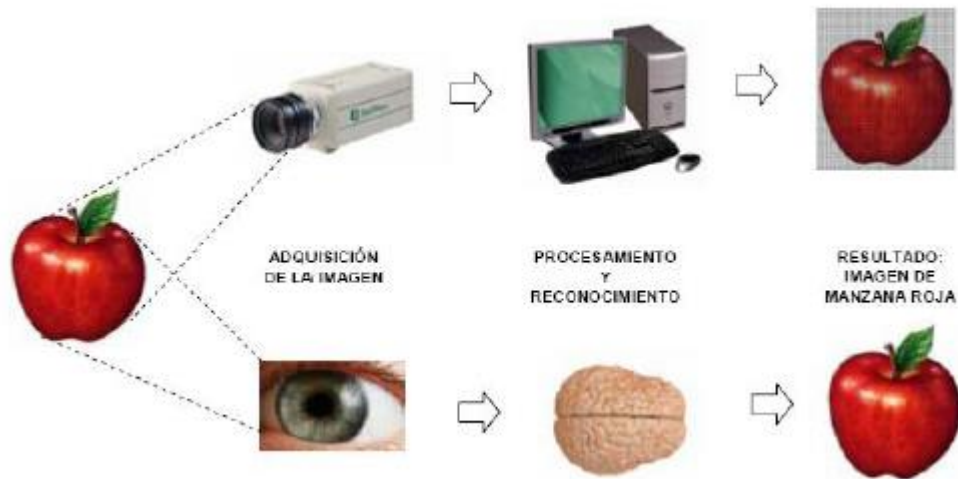 ADQUISICIÓN
DE LA IMAGEN
PROCESAMIENTO
Y
RECONOCIMIENTO
RESULTADO:
IMAGEN DE
MANZANA ROJA